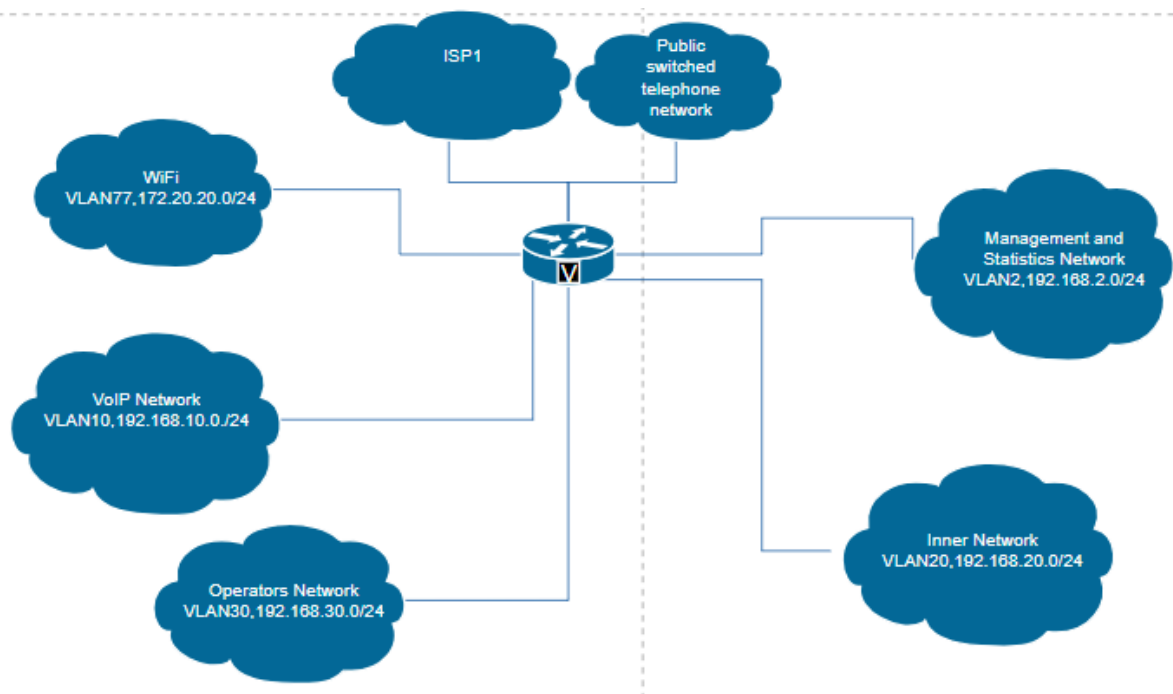 ISP1
Public
switched
telephone
network
WiFi
VLAN77,172.20.20.0/24
V
Management and
Statistics Network
VLAN2,192.168.2.0/24
VoIP Network
VLAN10,192.168.10.0./24
Inner Network
VLAN20,192.168.20.0/24
Operators Network
VLAN30,192.168.30.0/24